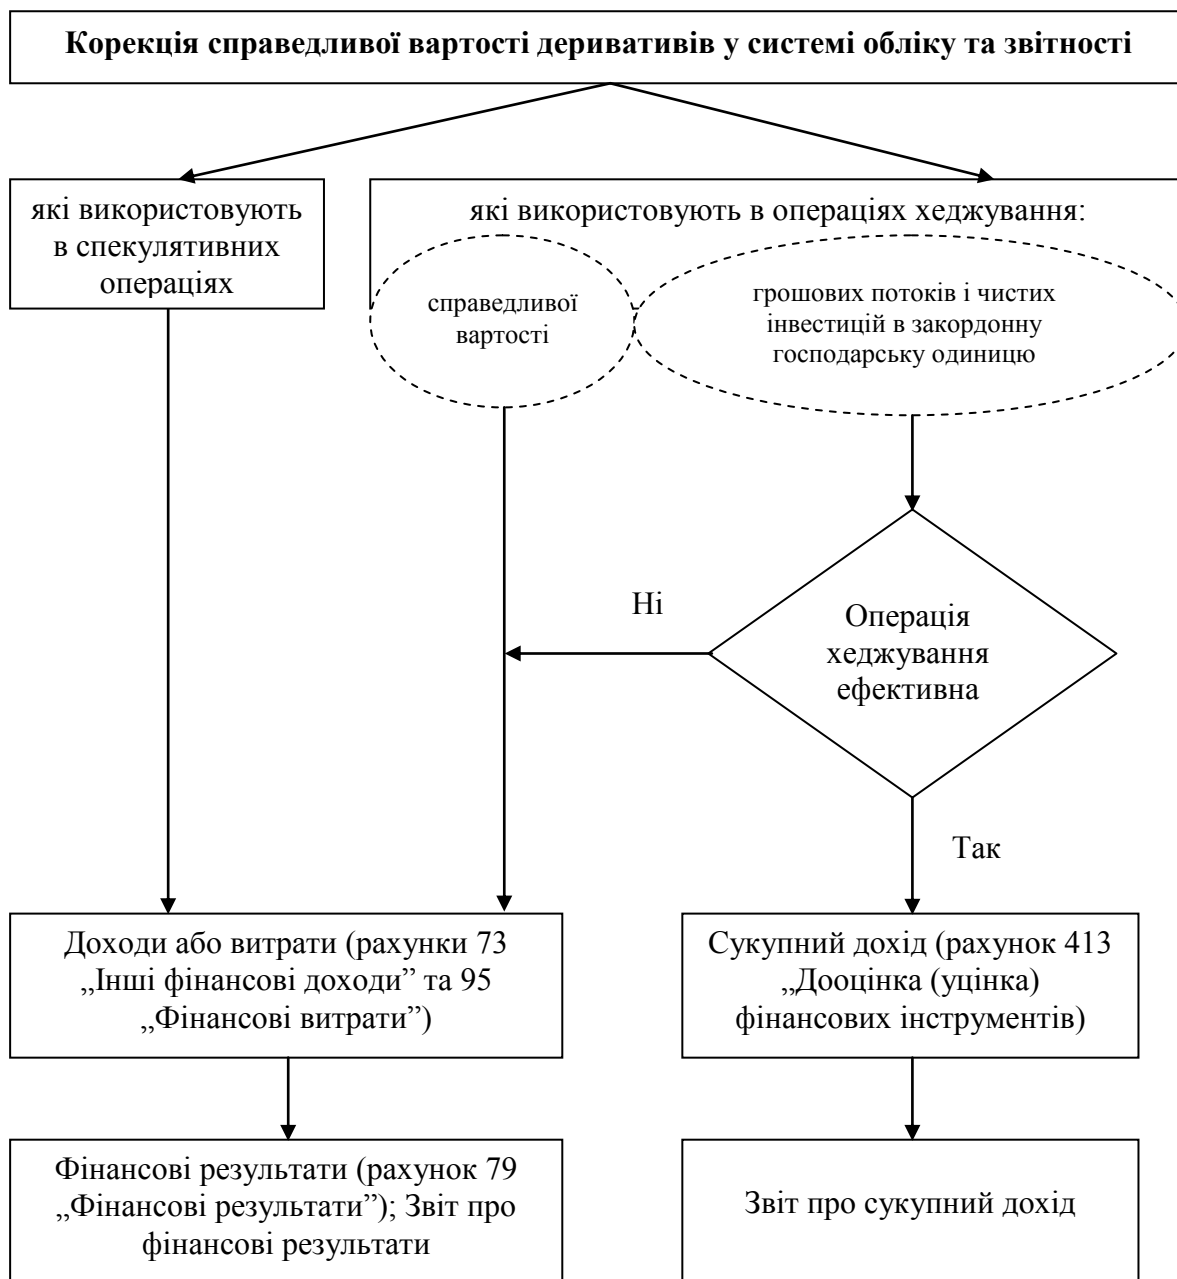 Корекція справедливої вартості деривативів у системі обліку та звітності
які використовують
в спекулятивних
операціях
які використовують в операціях хеджування:
справедливої
вартості
грошових потоків і чистих
інвестицій в закордонну
господарську одиницю
Ні
Операція
хеджування
ефективна
Так
Доходи або витрати (рахунки 73
„Інші фінансові доходи” та 95
„Фінансові витрати”)
Сукупний дохід (рахунок 413
„Дооцінка (уцінка)
фінансових інструментів)
Фінансові результати (рахунок 79
„Фінансові результати”); Звіт про
фінансові результати
Звіт про сукупний дохід